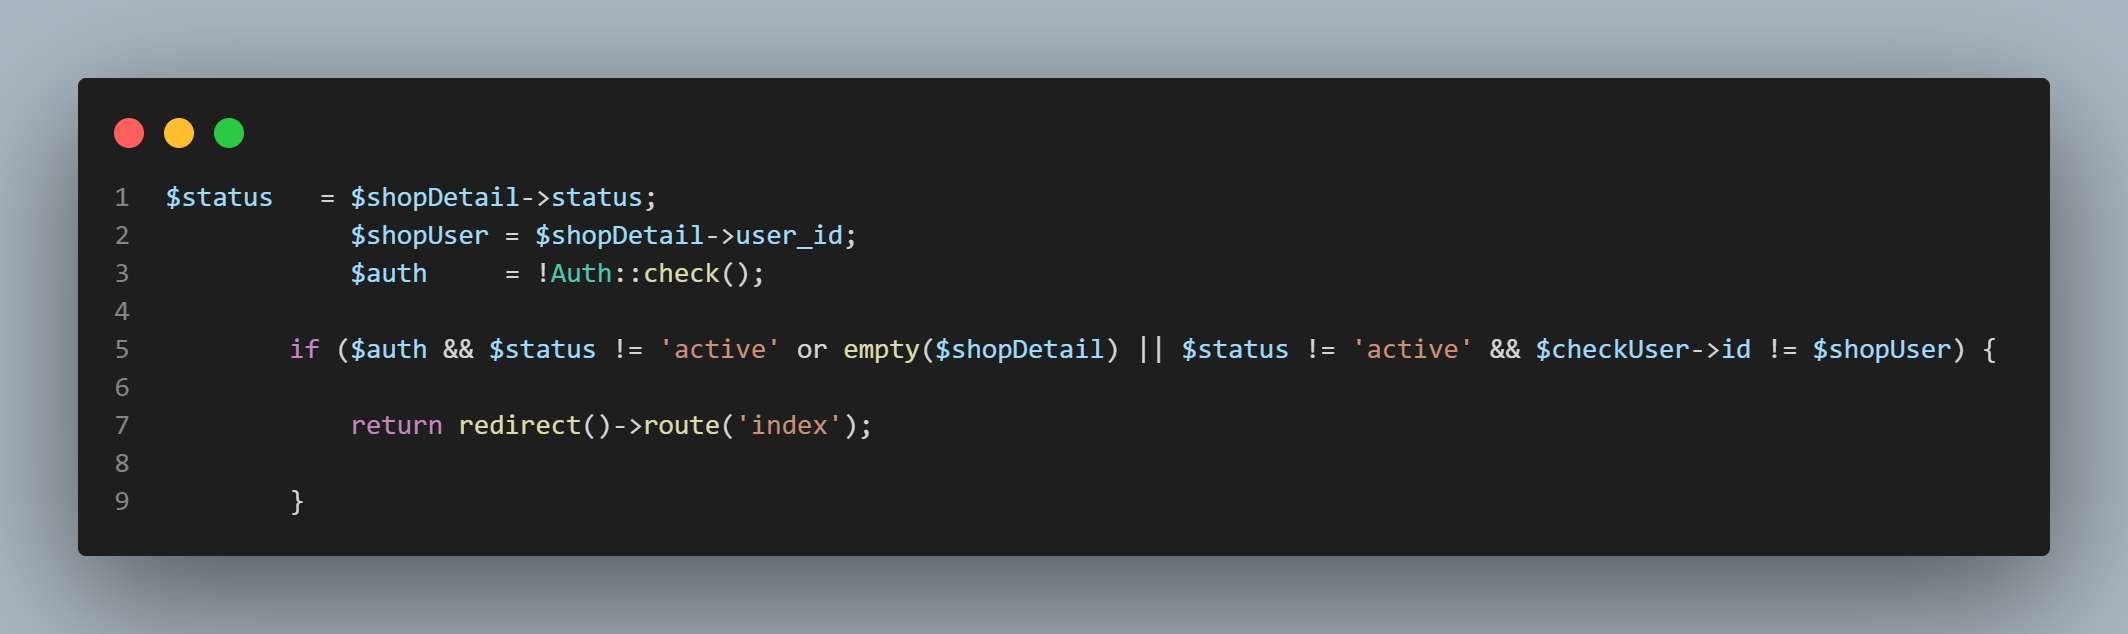 1 $status   = $shopDetail->status;
2             $shopUser = $shopDetail->user_id;
3             $auth     = !Auth::check();
4
5         if ($auth && $status != 'active' or empty($shopDetail) || $status != 'active' && $checkUser->id != $shopUser) {
6
7             return redirect()->route('index');
8
9         }